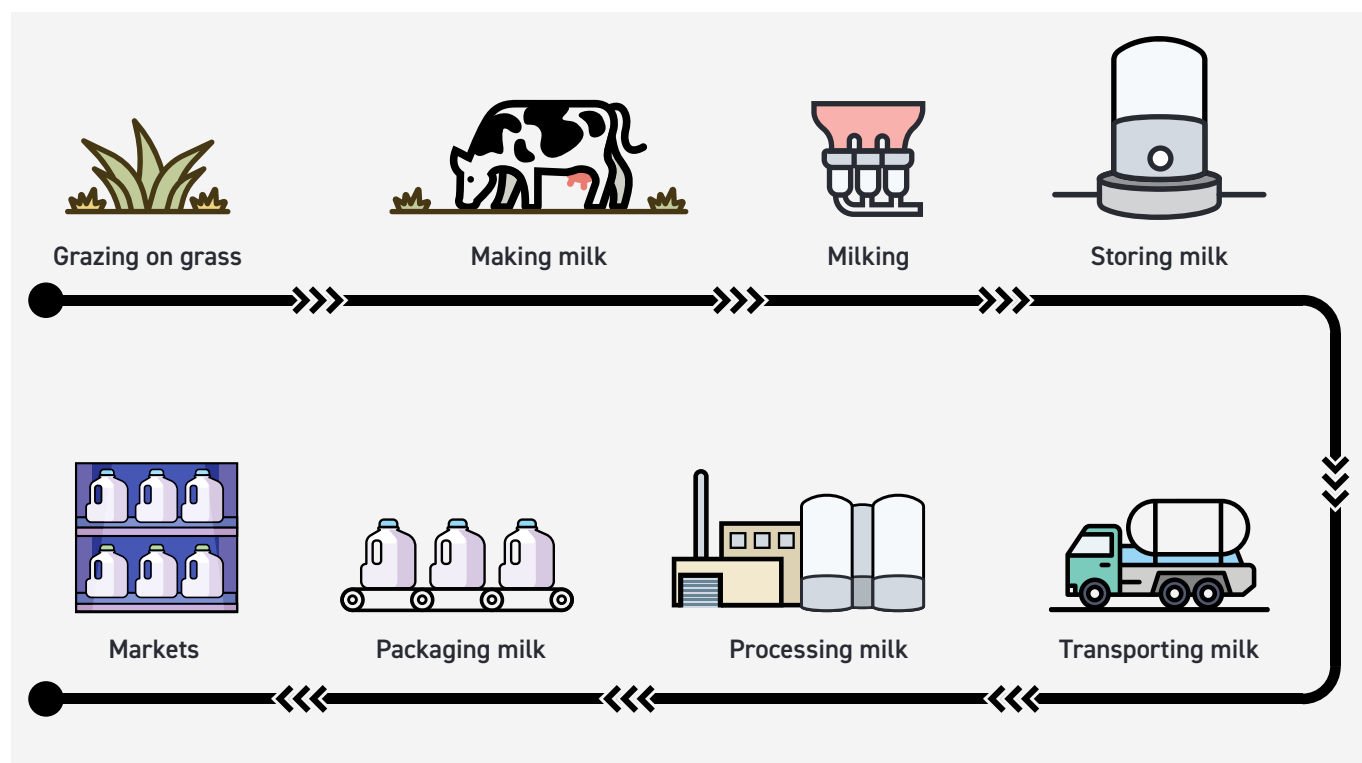 Grazing on grass
Making milk
Milking
Storing milk
Markets
Packaging milk
Processing milk
Transporting milk